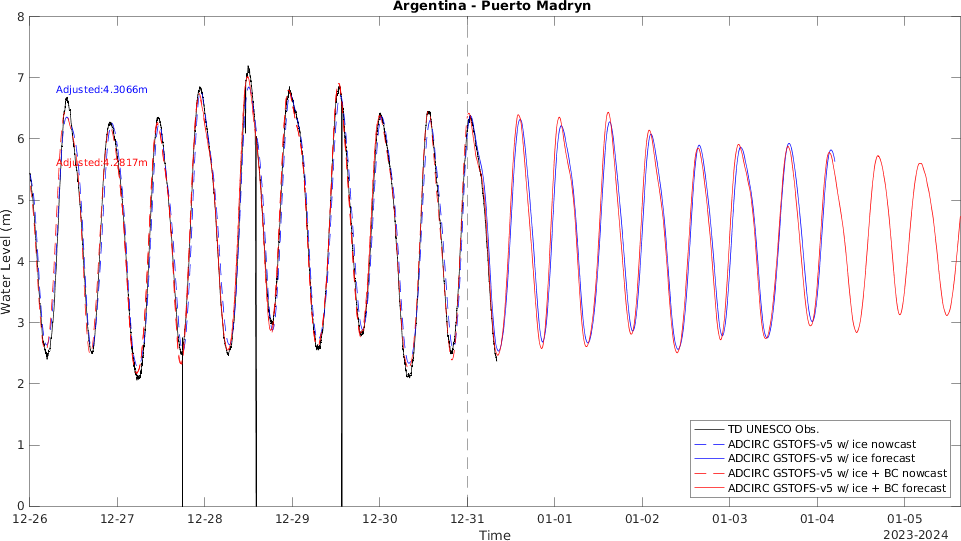 Argentina - Puerto Madryn
8
7
6
5
4
3
2
1
0
Water Level (m)
Adjusted:4.3066m
Adjusted:4.2817m
TD UNESCO Obs.
ADCIRC GSTOFS-v5 w/ ice nowcast
ADCIRC GSTOFS-v5 w/ ice forecast
ADCIRC GSTOFS-v5 w/ ice + BC nowcast
ADCIRC GSTOFS-v5 w/ ice + BC forecast
12-26 12-27 12-28 12-29 12-30 12-31 01-01 01-02 01-03 01-04 01-05
Time
2023-2024